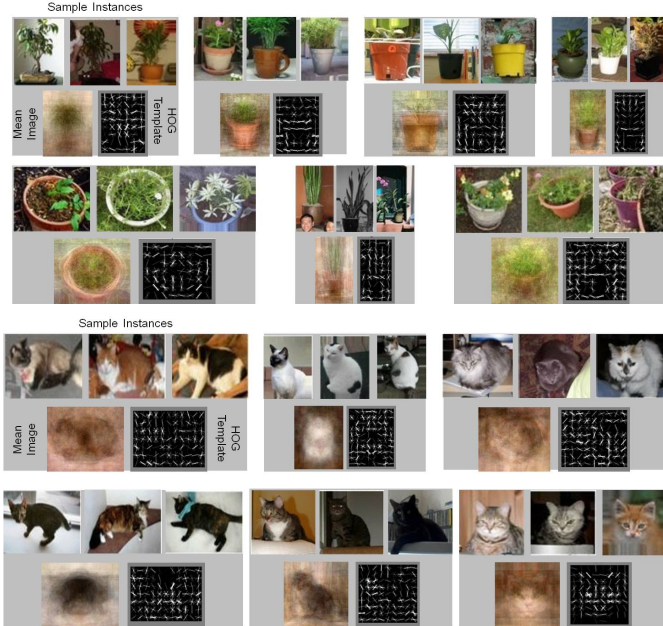 Sample Instances
Mean
Image
HOG
Template
Sample Instances
Mean
Image
HOG
Template